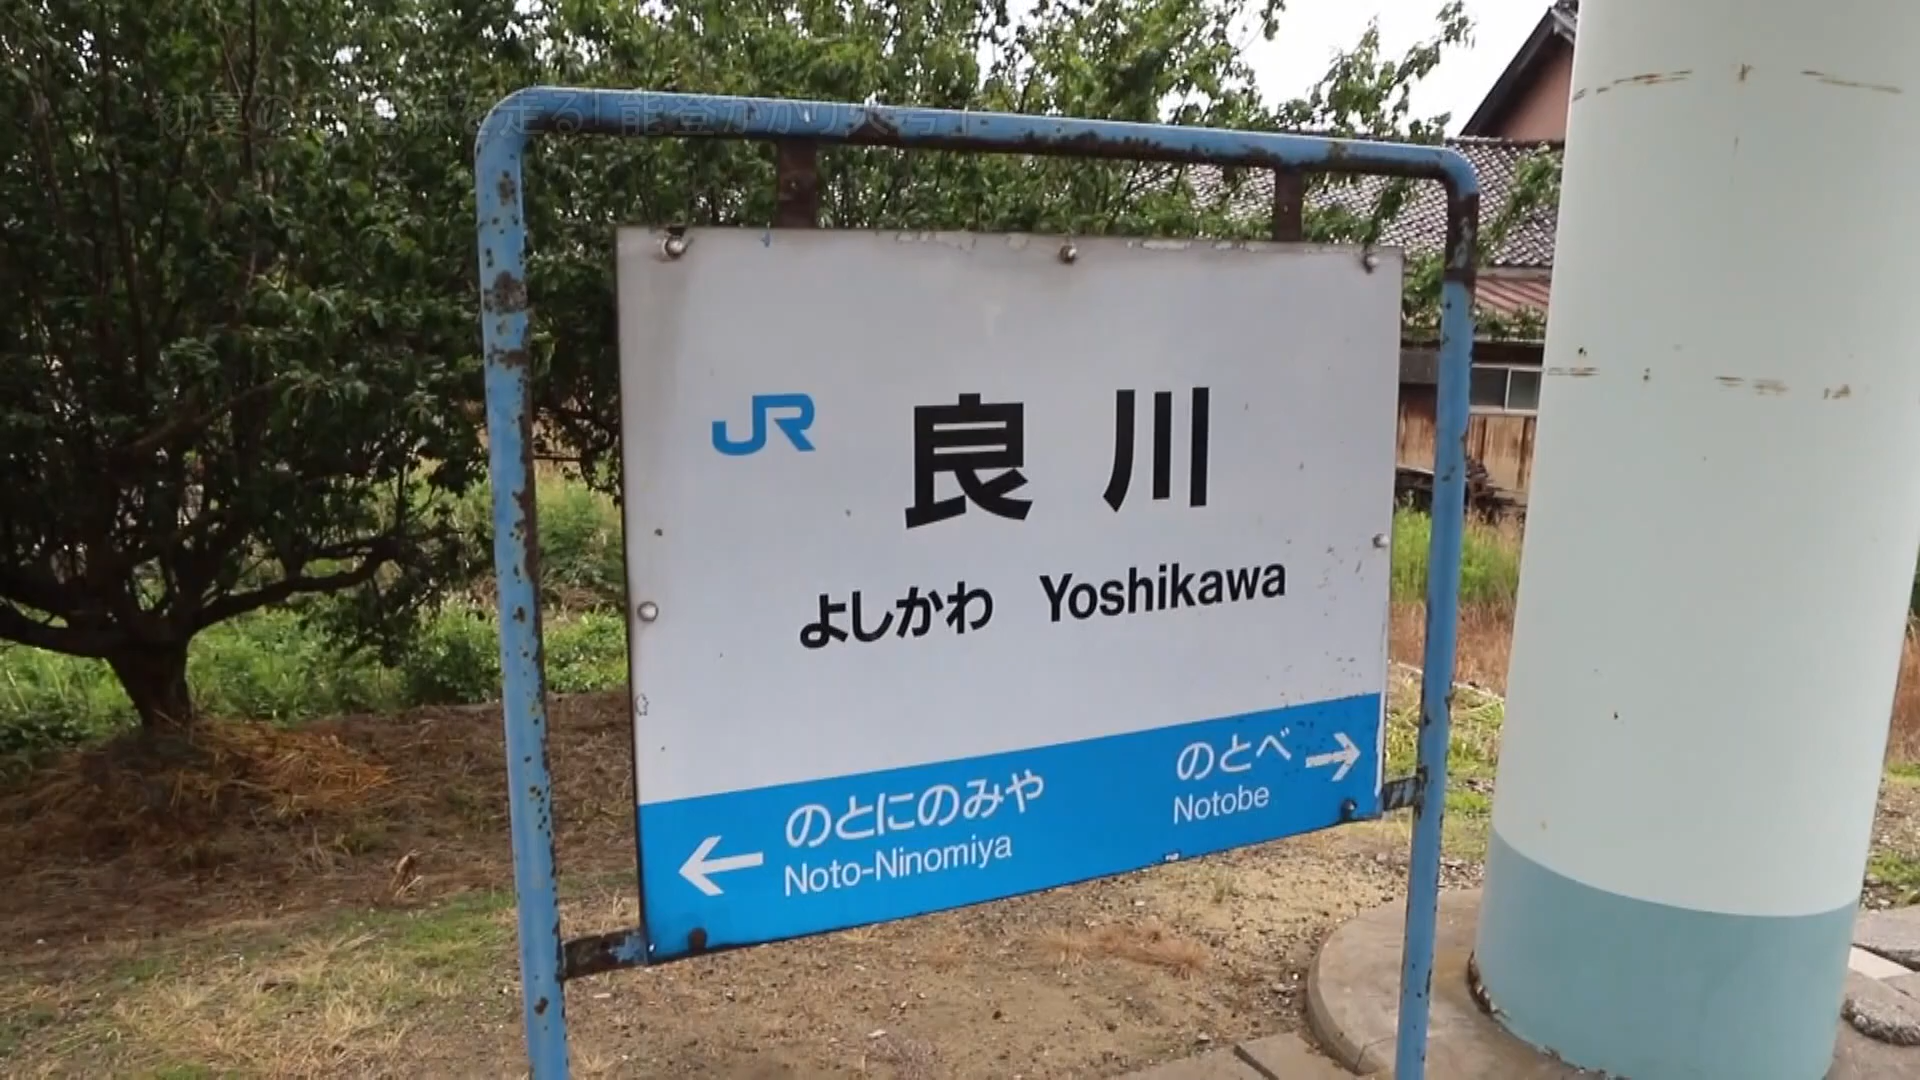 JR
良川
よしかわ Yoshikawa
のとにのみや
Noto-Ninomiya
のとべ
Notobe